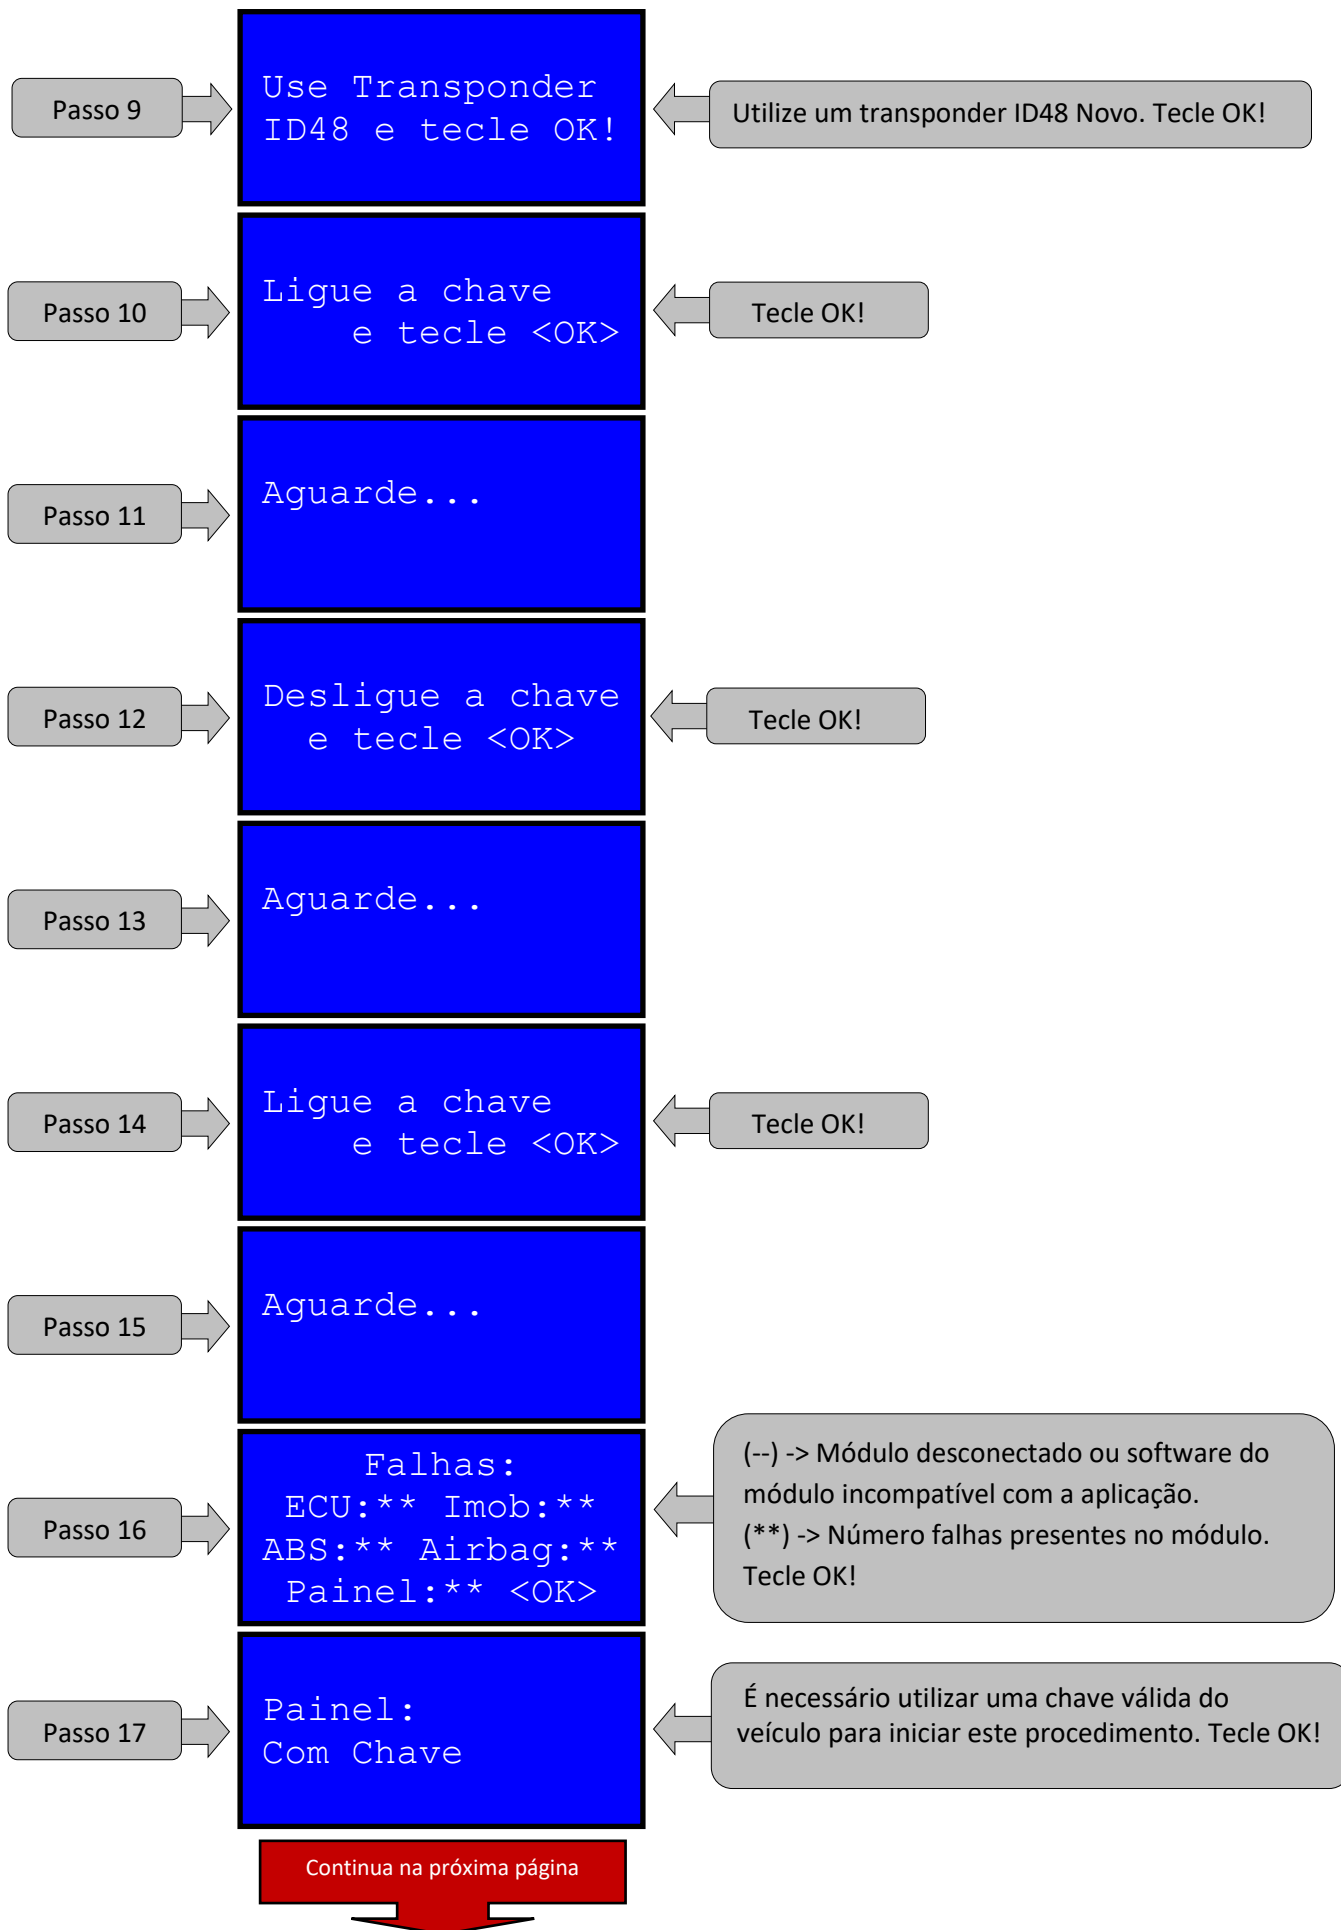 Passo 9
Use Transponder
ID48 e tecle OK!
Utilize um transponder ID48 Novo. Tecle OK!
Passo 10
Ligue a chave
e tecle <OK>
Tecle OK!
Passo 11
Aguarde...
Passo 12
Desligue a chave
e tecle <OK>
Tecle OK!
Passo 13
Aguarde...
Passo 14
Ligue a chave
e tecle <OK>
Tecle OK!
Passo 15
Aguarde...
Passo 16
Falhas:
ECU:** Imob:**
ABS:** Airbag:**
Painel:** <OK>
(--) -> Módulo desconectado ou software do
módulo incompatível com a aplicação.
(**) -> Número falhas presentes no módulo.
Tecle OK!
Passo 17
Painel:
Com Chave
É necessário utilizar uma chave válida do
veículo para iniciar este procedimento. Tecle OK!
Continua na próxima página